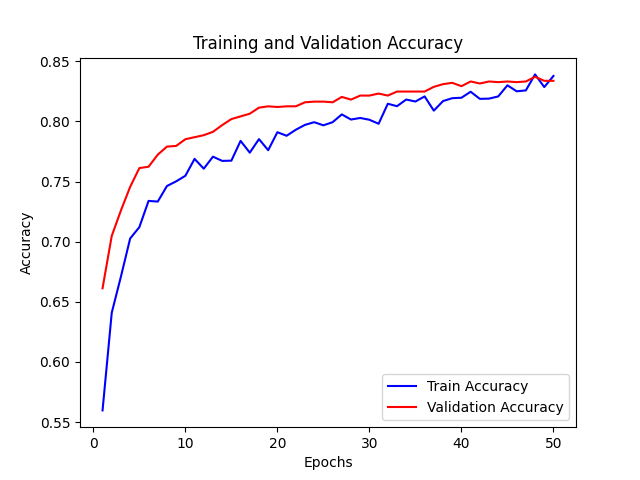 Training and Validation Accuracy
Accuracy
0.85
0.80
0.75
0.70
0.65
0.60
0.55
Train Accuracy
Validation Accuracy
0
10
20
30
40
50
Epochs